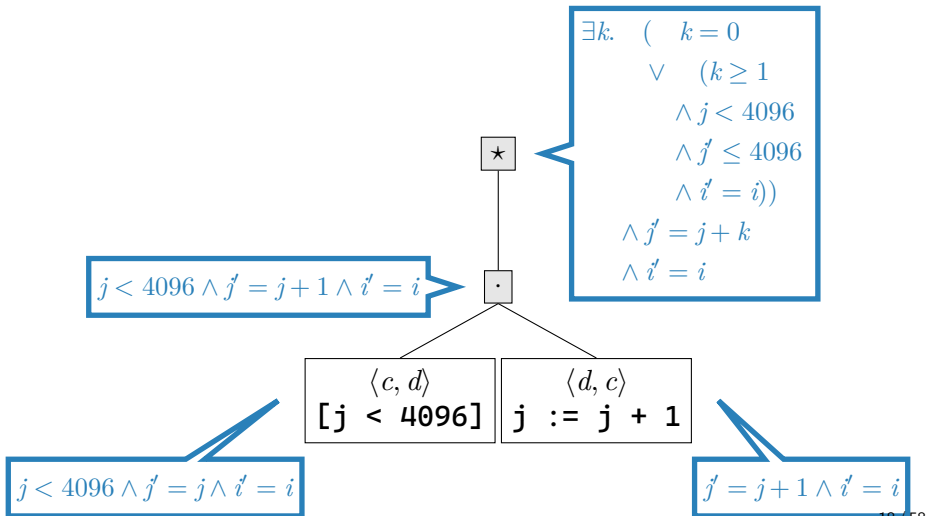 ∃k. ( k = 0
∨ (k ≥ 1
∧ j < 4096
∧ j′ ≤ 4096
∧ i′ = i))
∧ j′ = j + k
∧ i′ = i
⋆
j < 4096 ∧ j′ = j + 1 ∧ i′ = i
·
⟨c, d⟩
[j < 4096]
⟨d, c⟩
j := j + 1
j < 4096 ∧ j′ = j ∧ i′ = i
j′ = j + 1 ∧ i′ = i